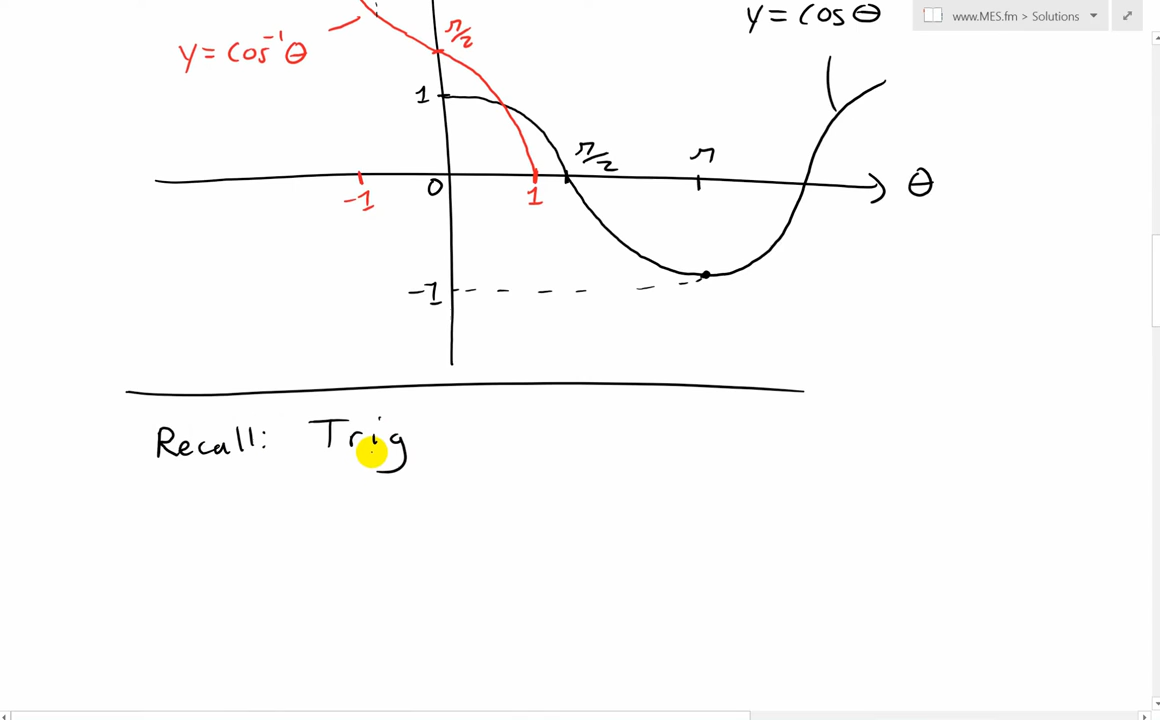 y = cos θ
www.MES.fm > Solutions
π/2
y = cos⁻¹θ
1
π/2
π
-1
0
1
θ
-1
Recall: Trig